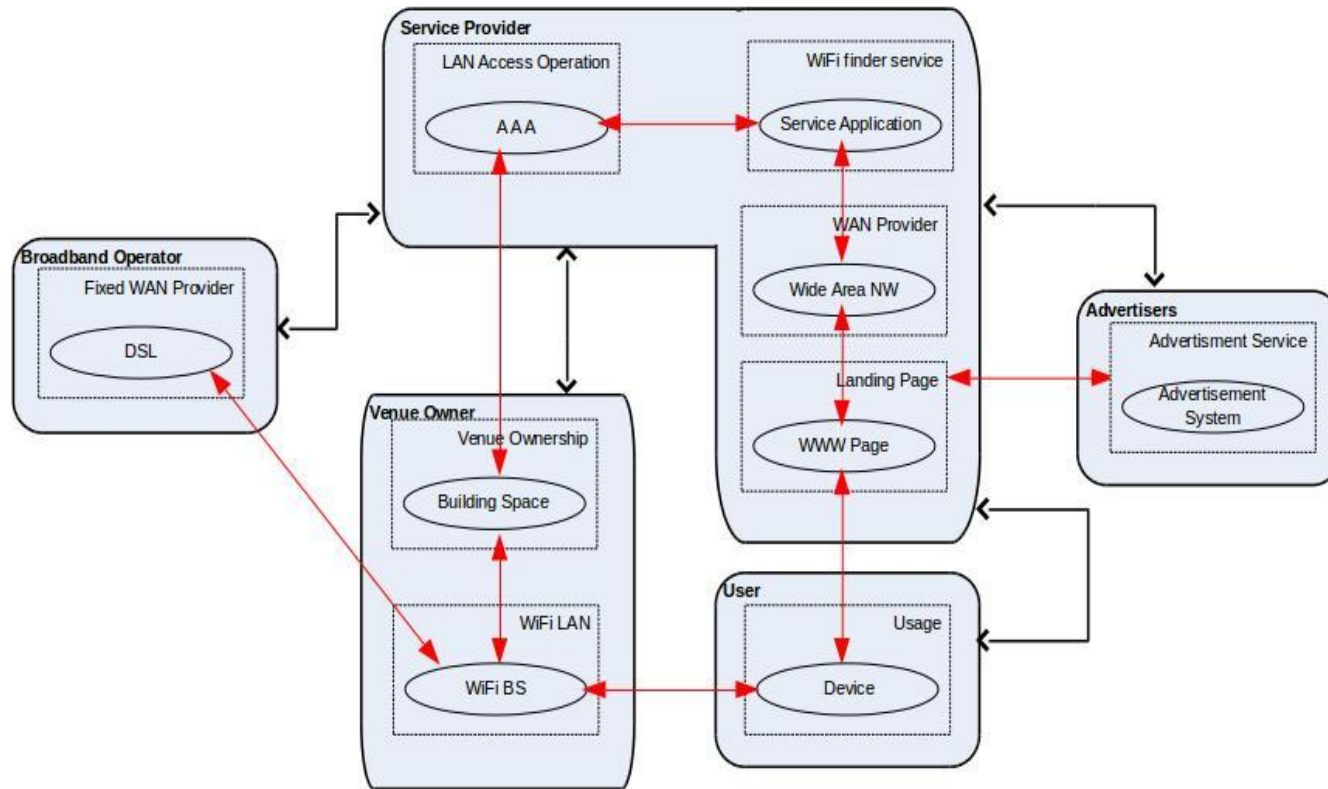 Service Provider
LAN Access Operation
A A A
WiFi finder service
Service Application
WAN Provider
Wide Area NW
Landing Page
WWW Page
Broadband Operator
Fixed WAN Provider
DSL
Advertisers
Advertisment Service
Advertisement
System
Venue Owner
Venue Ownership
Building Space
WiFi LAN
WiFi BS
User
Usage
Device